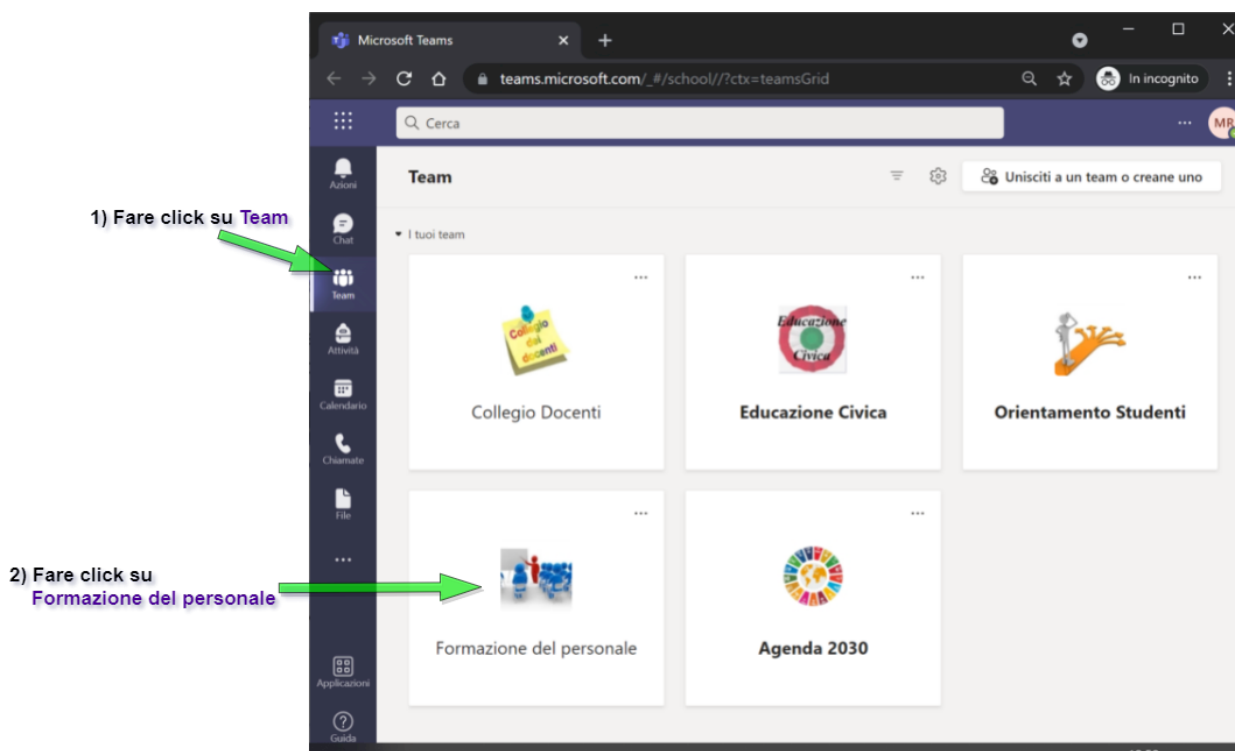 Microsoft Teams
teams.microsoft.com/_#/school//?ctx=teamsGrid
In incognito
Cerca
MR
Azioni
Team
Unisciti a un team o creane uno
1) Fare click su Team
Chat
I tuoi team
Team
Attività
Collegio
dei
docenti
Educazione
Civica
Calendario
Collegio Docenti
Educazione Civica
Orientamento Studenti
Chiamate
File
2) Fare click su
Formazione del personale
Formazione del personale
Agenda 2030
Applicazioni
Guida